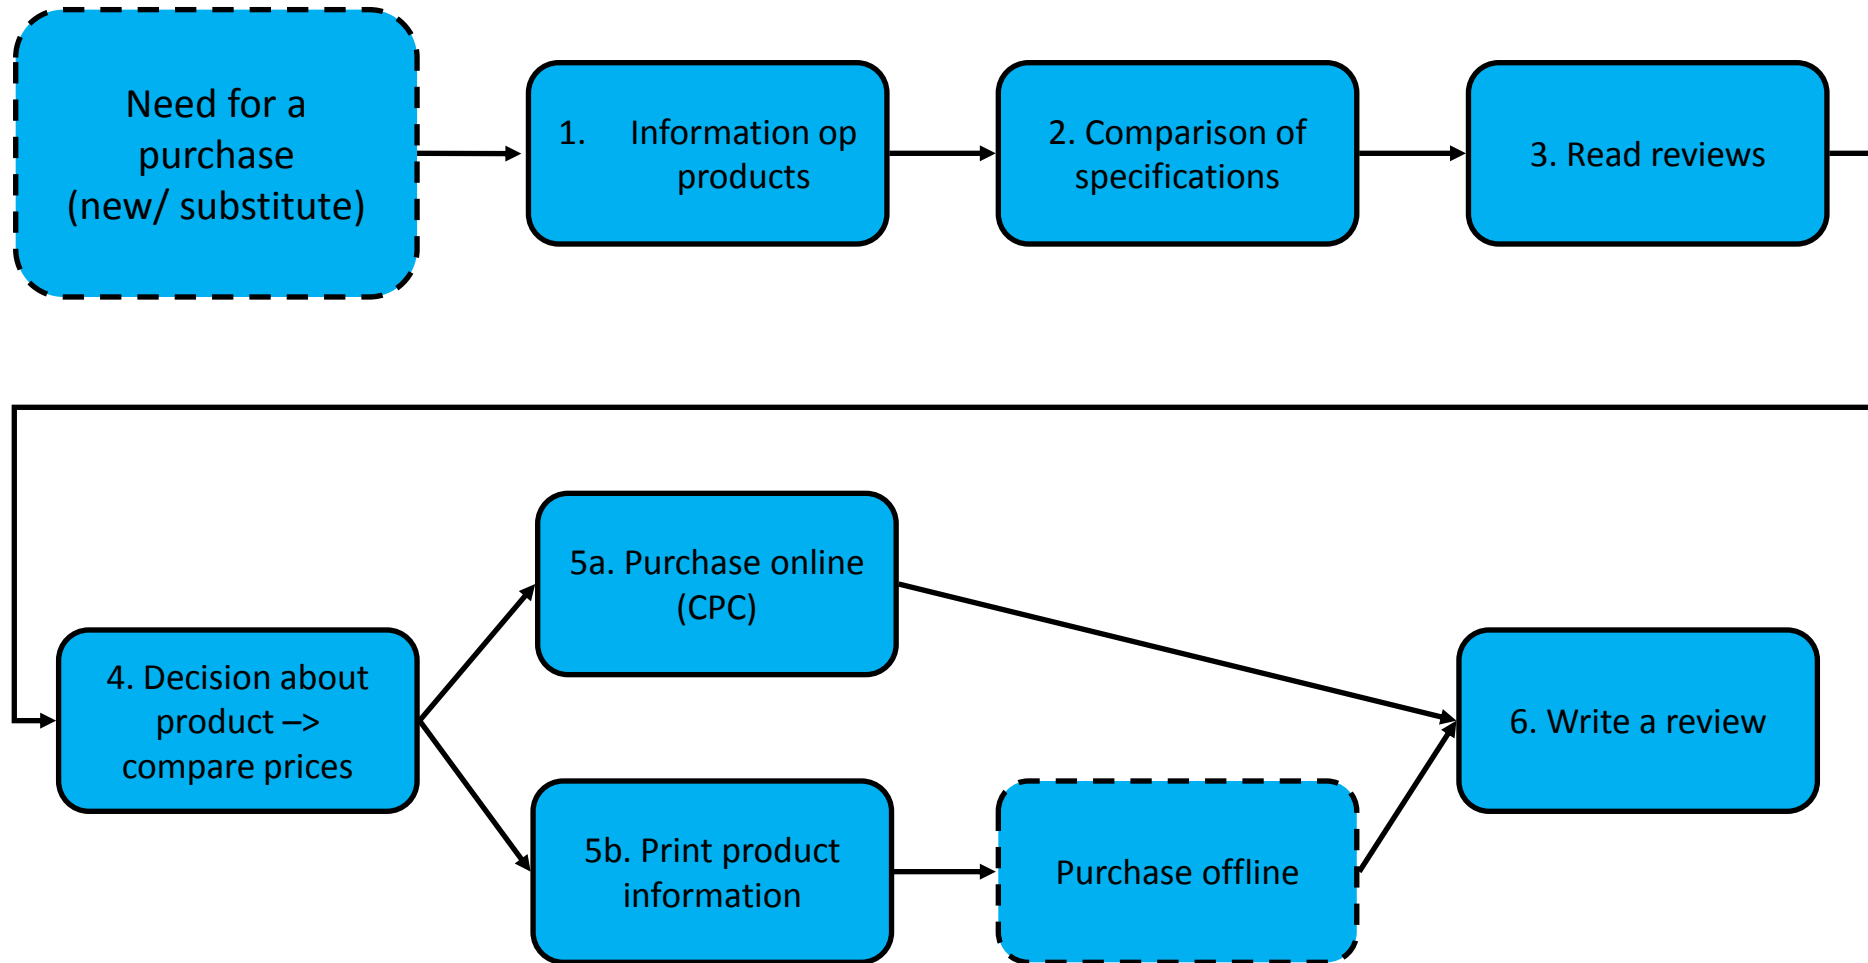 Need for a
purchase
(new/ substitute)
1. Information op
products
2. Comparison of
specifications
3. Read reviews
5a. Purchase online
(CPC)
4. Decision about
product –>
compare prices
6. Write a review
5b. Print product
information
Purchase offline